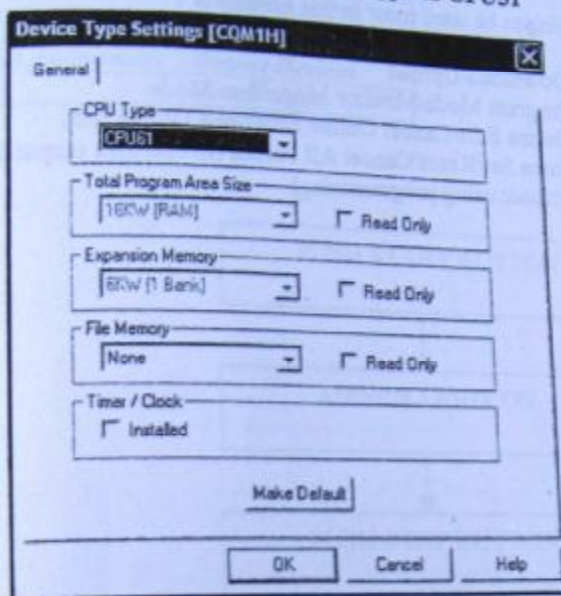 CPU51
Device Type Settings [CQM1H]
General
CPU Type
CPU61
Total Program Area Size
16KW [RAM]
Read Only
Expansion Memory
6KW [1 Bank]
Read Only
File Memory
None
Read Only
Timer / Clock
Installed
Make Default
OK Cancel Help